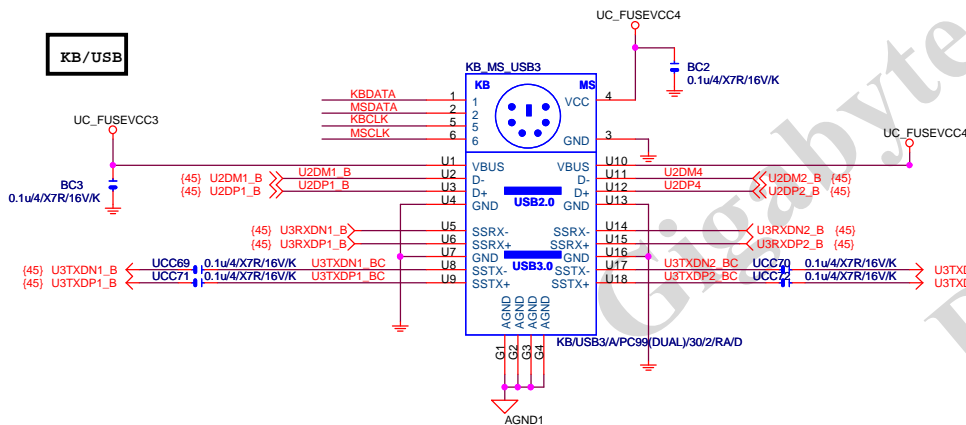 UC_FUSEVCC4
KB/USB
KB_MS_USB3
BC2
0.1u/4/X7R/16V/K
KB MS
KBDATA 1 1 VCC 4
MSDATA 2 2
UC_FUSEVCC3
KBCLK 5 5
MSCLK 6 6 GND 3
UC_FUSEVCC4
U1 VBUS VBUS U10
{45} U2DM1_B U2DM1_B U2 D- D- U11 U2DM4 U2DM2_B {45}
{45} U2DP1_B U2DP1_B U3 D+ D+ U12 U2DP4 U2DP2_B {45}
BC3
0.1u/4/X7R/16V/K
U4 GND USB2.0 GND U13
{45} U3RXDN1_B U5 SSRX- SSRX- U14 U3RXDN2_B {45}
{45} U3RXDP1_B U6 SSRX+ SSRX+ U15 U3RXDP2_B {45}
U7 GND USB3.0 GND U16
{45} U3TXDN1_B UCC69 0.1u/4/X7R/16V/K U3TXDN1_BC U8 SSTX- SSTX- U17 U3TXDN2_BC UCC70 0.1u/4/X7R/16V/K U3TXD
{45} U3TXDP1_B UCC71 0.1u/4/X7R/16V/K U3TXDP1_BC U9 SSTX+ SSTX+ U18 U3TXDP2_BC UCC72 0.1u/4/X7R/16V/K U3TXD
AGND AGND AGND AGND
G1 G2 G3 G4
KB/USB3/A/PC99(DUAL)/30/2/RA/D
AGND1
Gigabyte